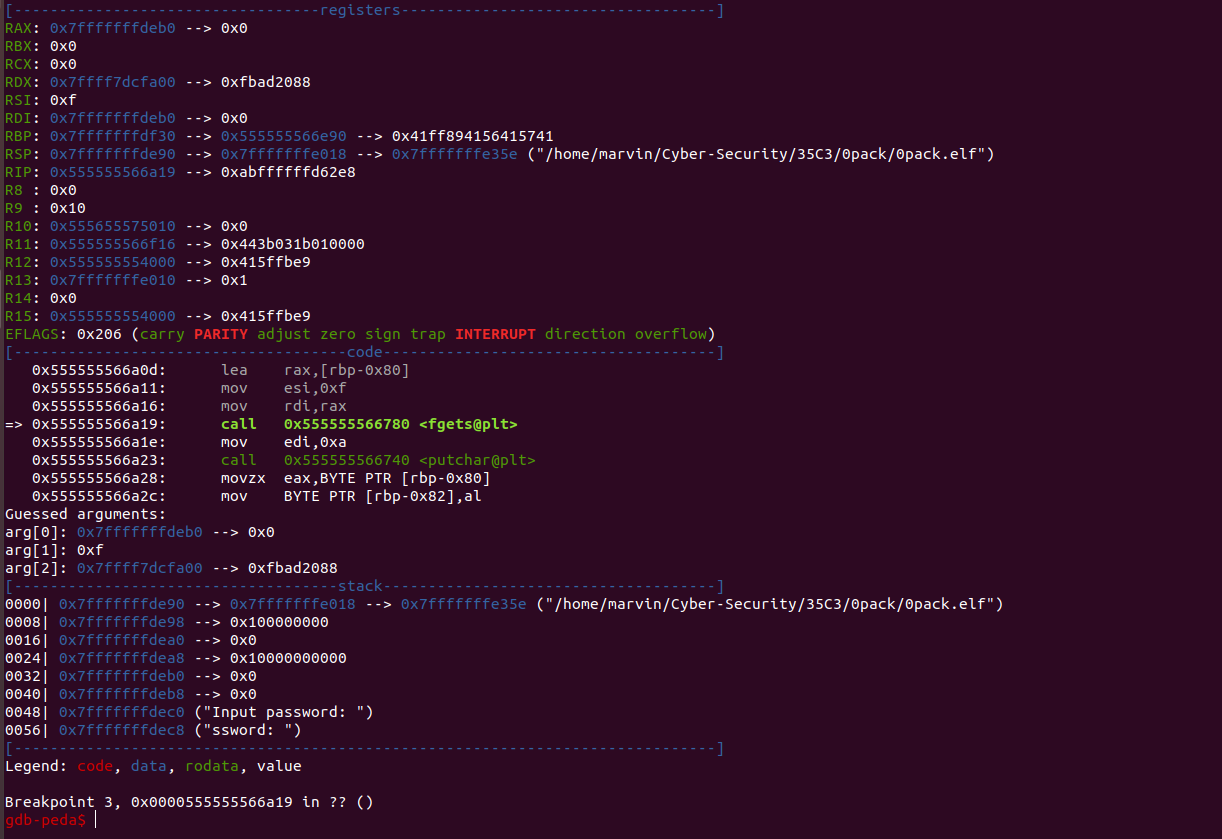 [----------------------------------registers-----------------------------------]
RAX: 0x7fffffffdeb0 --> 0x0
RBX: 0x0
RCX: 0x0
RDX: 0x7ffff7dcfa00 --> 0xfbad2088
RSI: 0xf
RDI: 0x7fffffffdeb0 --> 0x0
RBP: 0x7fffffffdf30 --> 0x555555566e90 --> 0x41ff894156415741
RSP: 0x7fffffffde90 --> 0x7fffffffe018 --> 0x7fffffffe35e ("/home/marvin/Cyber-Security/35C3/0pack/0pack.elf")
RIP: 0x555555566a19 --> 0xabffffffd62e8
R8 : 0x0
R9 : 0x10
R10: 0x555655575010 --> 0x0
R11: 0x555555566f16 --> 0x443b031b010000
R12: 0x555555554000 --> 0x415ffbe9
R13: 0x7fffffffe010 --> 0x1
R14: 0x0
R15: 0x555555554000 --> 0x415ffbe9
EFLAGS: 0x206 (carry PARITY adjust zero sign trap INTERRUPT direction overflow)
[-------------------------------------code-------------------------------------]
   0x555555566a0d:      lea    rax,[rbp-0x80]
   0x555555566a11:      mov    esi,0xf
   0x555555566a16:      mov    rdi,rax
=> 0x555555566a19:      call   0x555555566780 <fgets@plt>
   0x555555566a1e:      mov    edi,0xa
   0x555555566a23:      call   0x555555566740 <putchar@plt>
   0x555555566a28:      movzx  eax,BYTE PTR [rbp-0x80]
   0x555555566a2c:      mov    BYTE PTR [rbp-0x82],al
Guessed arguments:
arg[0]: 0x7fffffffdeb0 --> 0x0
arg[1]: 0xf
arg[2]: 0x7ffff7dcfa00 --> 0xfbad2088
[------------------------------------stack-------------------------------------]
0000| 0x7fffffffde90 --> 0x7fffffffe018 --> 0x7fffffffe35e ("/home/marvin/Cyber-Security/35C3/0pack/0pack.elf")
0008| 0x7fffffffde98 --> 0x100000000
0016| 0x7fffffffdea0 --> 0x0
0024| 0x7fffffffdea8 --> 0x10000000000
0032| 0x7fffffffdeb0 --> 0x0
0040| 0x7fffffffdeb8 --> 0x0
0048| 0x7fffffffdec0 ("Input password: ")
0056| 0x7fffffffdec8 ("ssword: ")
[------------------------------------------------------------------------------]
Legend: code, data, rodata, value

Breakpoint 3, 0x0000555555566a19 in ?? ()
gdb-peda$